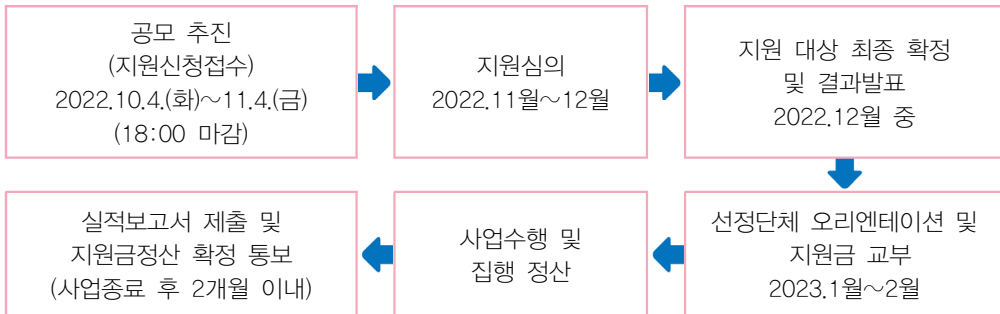 공모 추진
(지원신청접수)
2022.10.4.(화)~11.4.(금)
(18:00 마감)
지원심의
2022.11월~12월
지원 대상 최종 확정
및 결과발표
2022.12월 중
선정단체 오리엔테이션 및
지원금 교부
2023.1월~2월
사업수행 및
집행 정산
실적보고서 제출 및
지원금정산 확정 통보
(사업종료 후 2개월 이내)